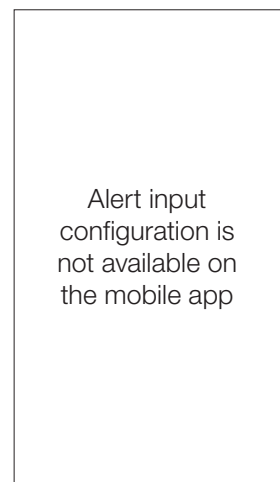 Alert input
configuration is
not available on
the mobile app